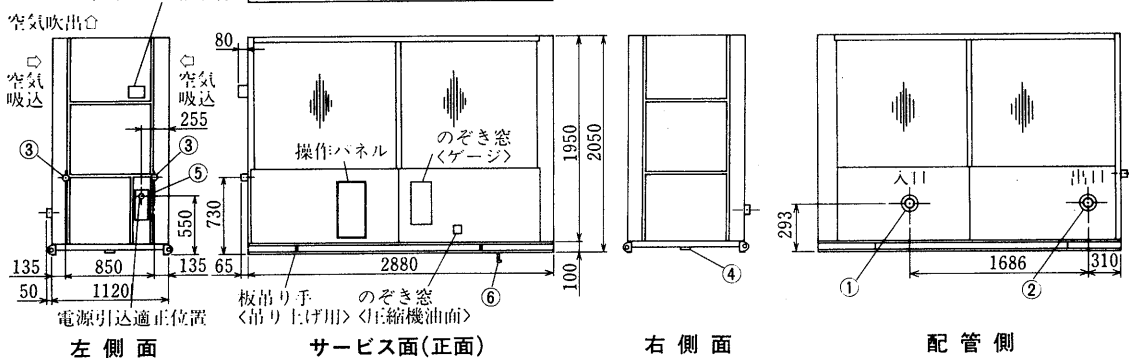 空気吹出⇧
⇨
空気
吸込
⇦
空気
吸込
255
③
③
⑤
550
135
850
135
50
1120
電源引込適正位置
左側面
80
操作パネル
のぞき窓
<ゲージ>
730
65
2880
1950
2050
100
板吊り手
<吊り上げ用>
のぞき窓
<圧縮機油面>
⑥
サービス面(正面)
④
右側面
入口
出口
293
①
②
1686
310
配管側